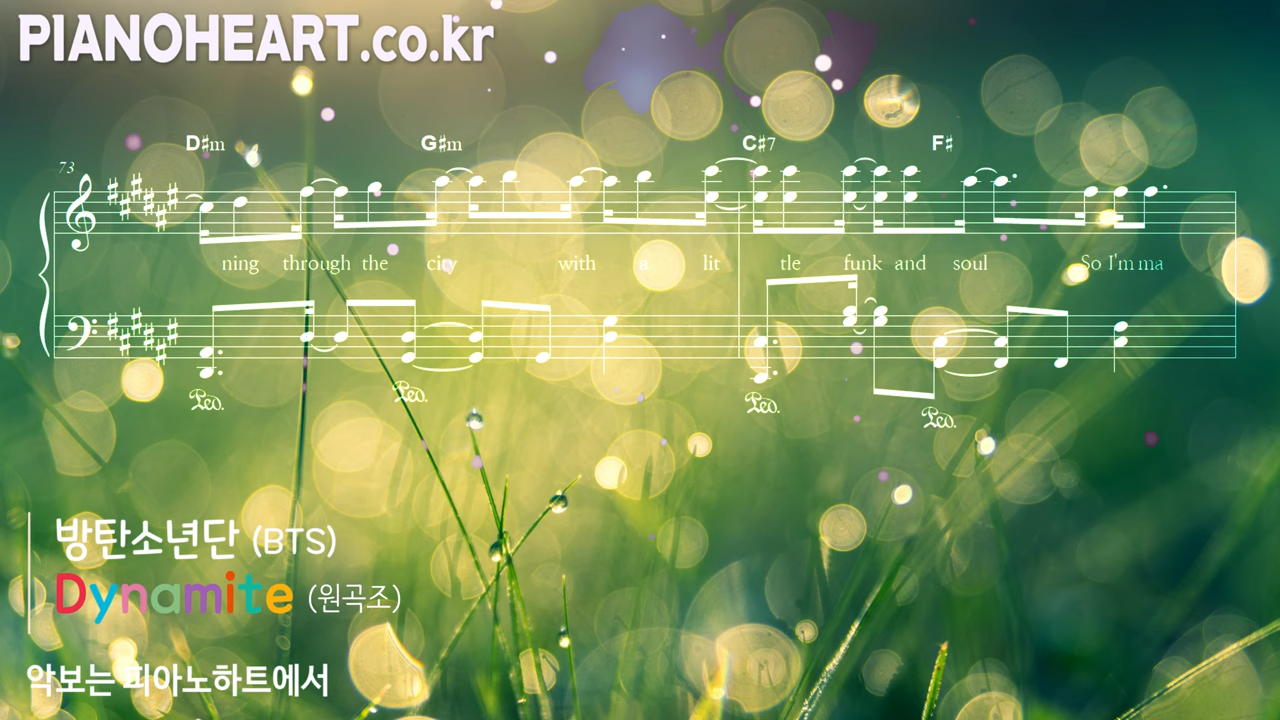 PIANOHEART.co.kr
D♯m G♯m C♯7 F♯
73
ning through the city with a lit tle funk and soul So I'm ma
Ped. Ped. Ped. Ped.
방탄소년단 (BTS)
Dynamite (원곡조)
악보는 피아노하트에서